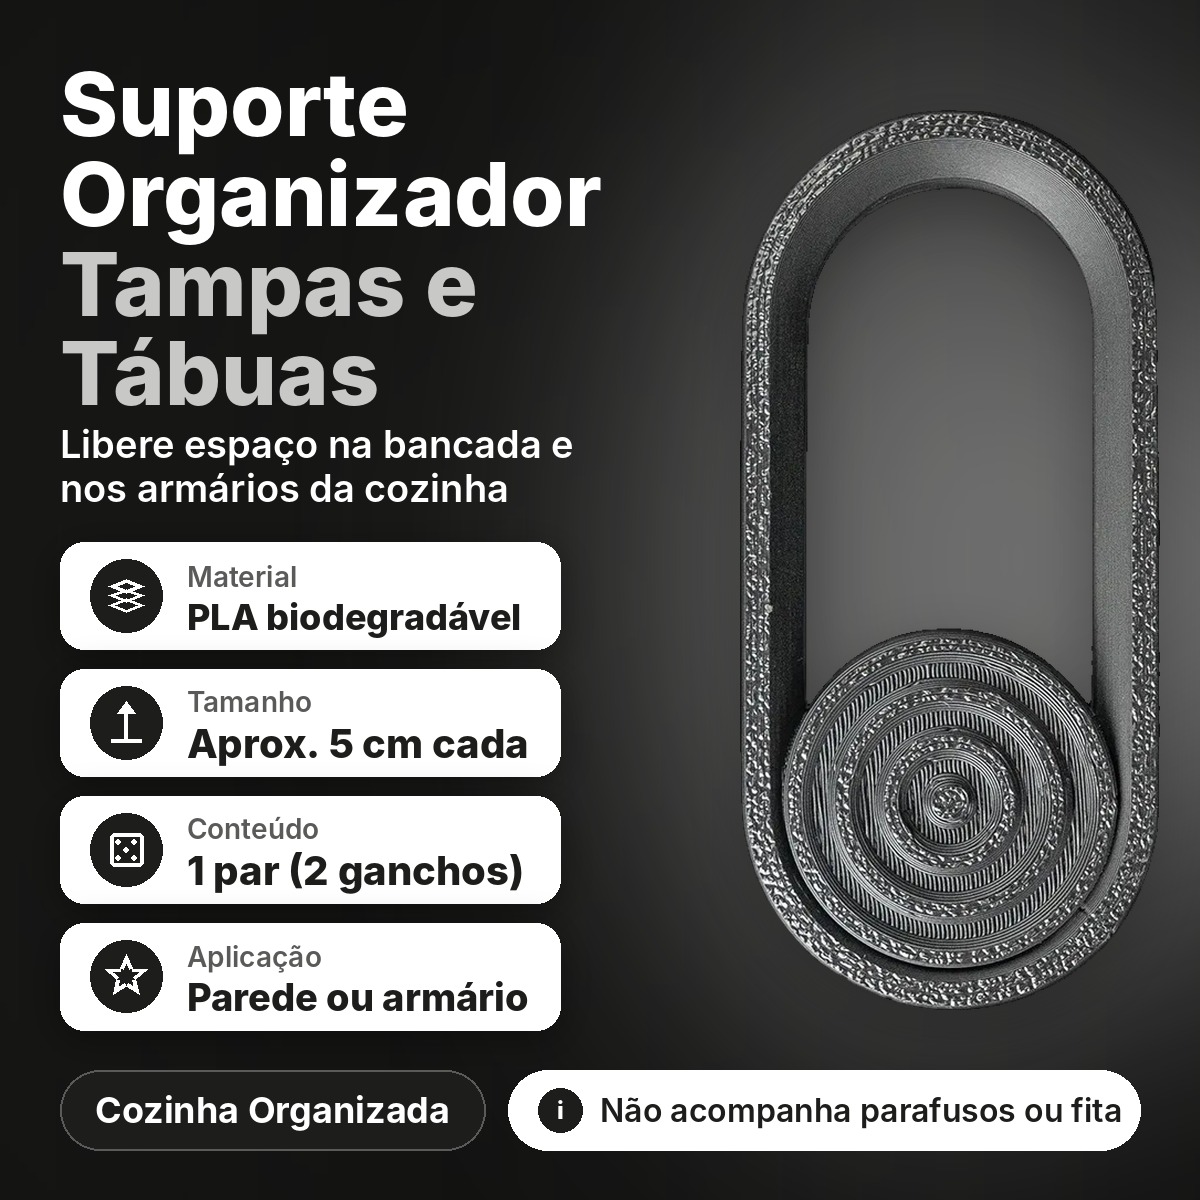 Suporte
Organizador
Tampas e
Tábuas
Libere espaço na bancada e
nos armários da cozinha
Material
PLA biodegradável
Tamanho
Aprox. 5 cm cada
Conteúdo
1 par (2 ganchos)
Aplicação
Parede ou armário
Cozinha Organizada
i Não acompanha parafusos ou fita